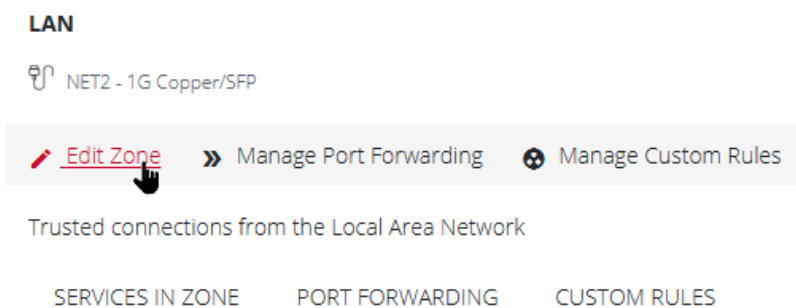 LAN
NET2 - 1G Copper/SFP
Edit Zone Manage Port Forwarding Manage Custom Rules
Trusted connections from the Local Area Network
SERVICES IN ZONE PORT FORWARDING CUSTOM RULES